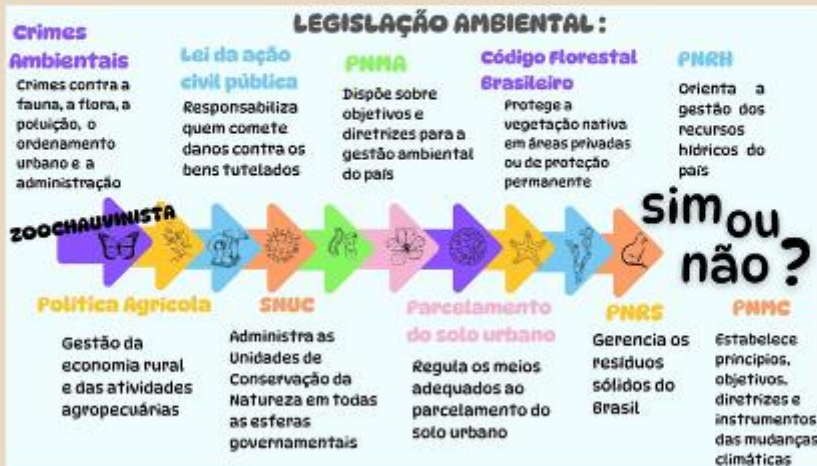 LEGISLAÇÃO AMBIENTAL:
Crimes
Ambientais
Crimes contra a
fauna, a flora, a
poluição, o
ordenamento
urbano e a
administração
Lei da ação
civil pública
Responsabiliza
quem comete
danos contra os
bens tutelados
PNMA
Dispõe sobre
objetivos e
diretrizes para a
gestão ambiental
do país
Código Florestal
Brasileiro
Protege a
vegetação nativa
em áreas privadas
ou de proteção
permanente
PNRH
Orienta a
gestão dos
recursos
hídricos do
país
ZOOCHAUVINISTA
sim ou
não?
Política Agrícola
Gestão da
economia rural
e das atividades
agropecuárias
SNUC
Administra as
Unidades de
Conservação da
Natureza em todas
as esferas
governamentais
Parcelamento
do solo urbano
Regula os meios
adequados ao
parcelamento do
solo urbano
PNRS
Gerencia os
resíduos
sólidos do
Brasil
PNMC
Estabelece
princípios,
objetivos,
diretrizes e
instrumentos
das mudanças
climáticas